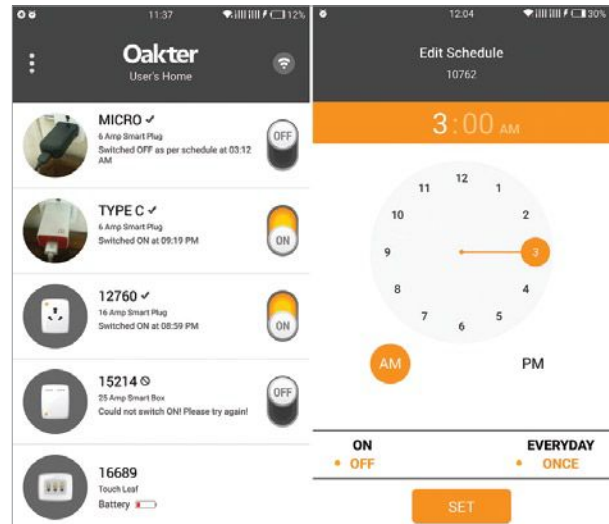 11:37
12%
Oakter
User's Home
MICRO ✓
6 Amp Smart Plug
Switched OFF as per schedule at 03:12
AM
OFF
TYPE C ✓
6 Amp Smart Plug
Switched ON at 09:19 PM
ON
12760 ✓
16 Amp Smart Plug
Switched ON at 08:59 PM
ON
15214
25 Amp Smart Box
Could not switch ON! Please try again!
OFF
16689
Touch Leaf
Battery
12:04
30%
Edit Schedule
10762
3:00 AM
12
11
1
10
2
9
3
8
4
7
5
6
AM
PM
ON
EVERYDAY
• OFF
• ONCE
SET